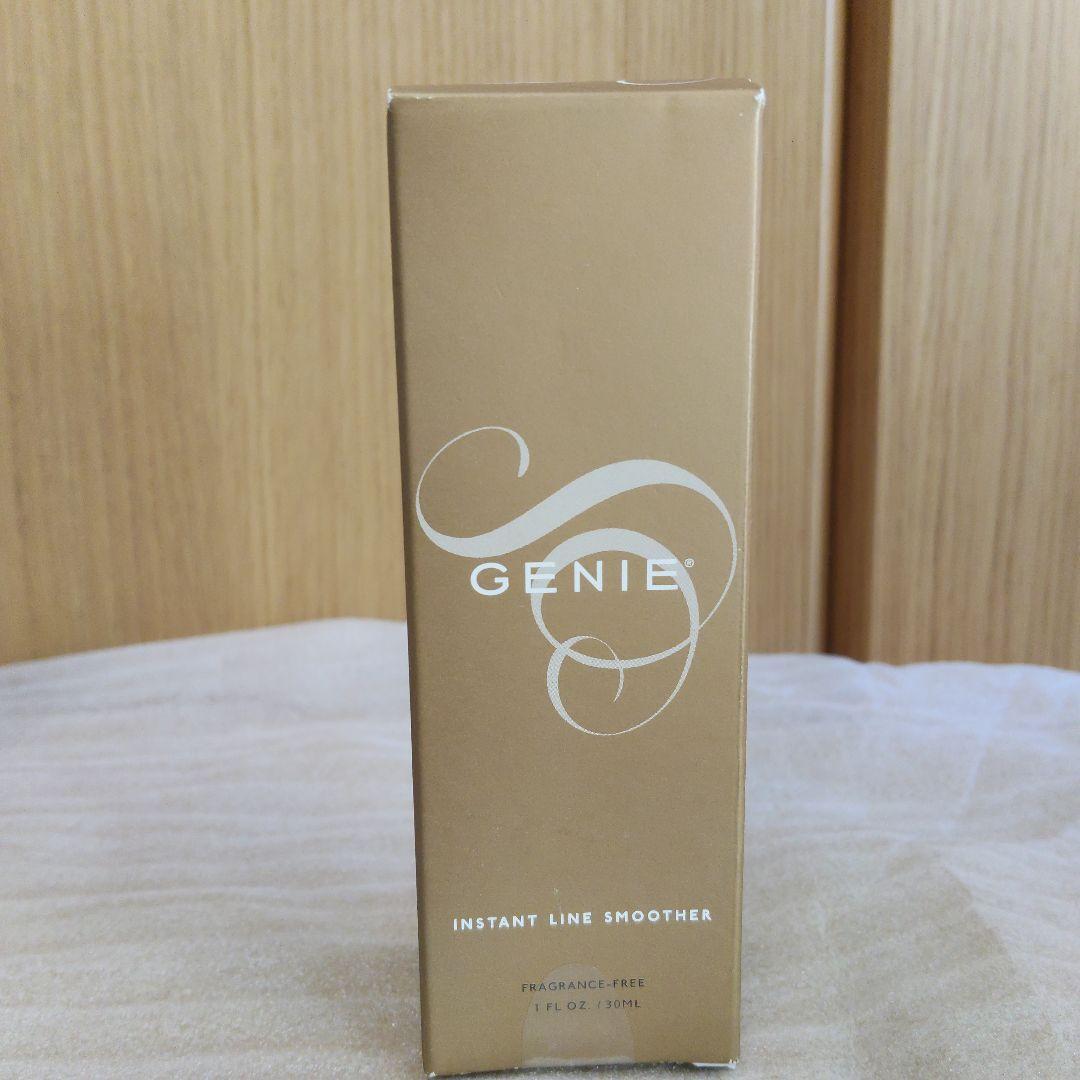 GENIE®
INSTANT LINE SMOOTHER
FRAGRANCE-FREE
1 FL OZ. / 30ML